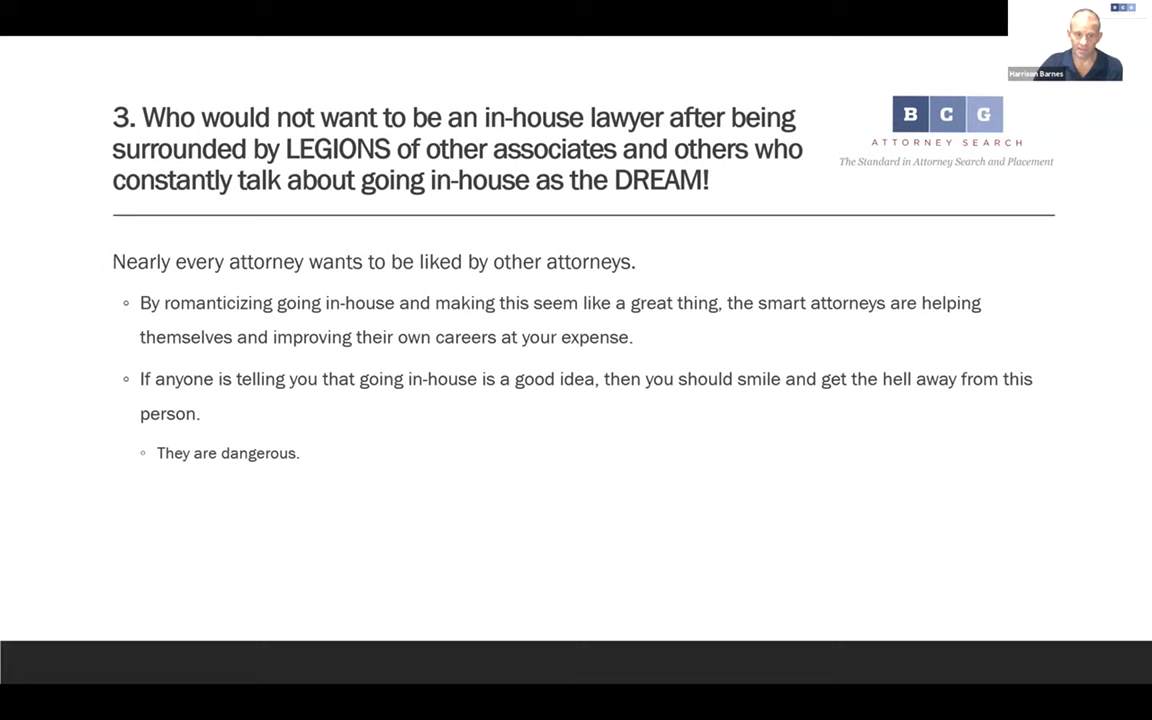 B C G
Harrison Barnes
3. Who would not want to be an in-house lawyer after being
surrounded by LEGIONS of other associates and others who
constantly talk about going in-house as the DREAM!
B C G
ATTORNEY SEARCH
The Standard in Attorney Search and Placement
Nearly every attorney wants to be liked by other attorneys.
◦ By romanticizing going in-house and making this seem like a great thing, the smart attorneys are helping
themselves and improving their own careers at your expense.
◦ If anyone is telling you that going in-house is a good idea, then you should smile and get the hell away from this
person.
◦ They are dangerous.